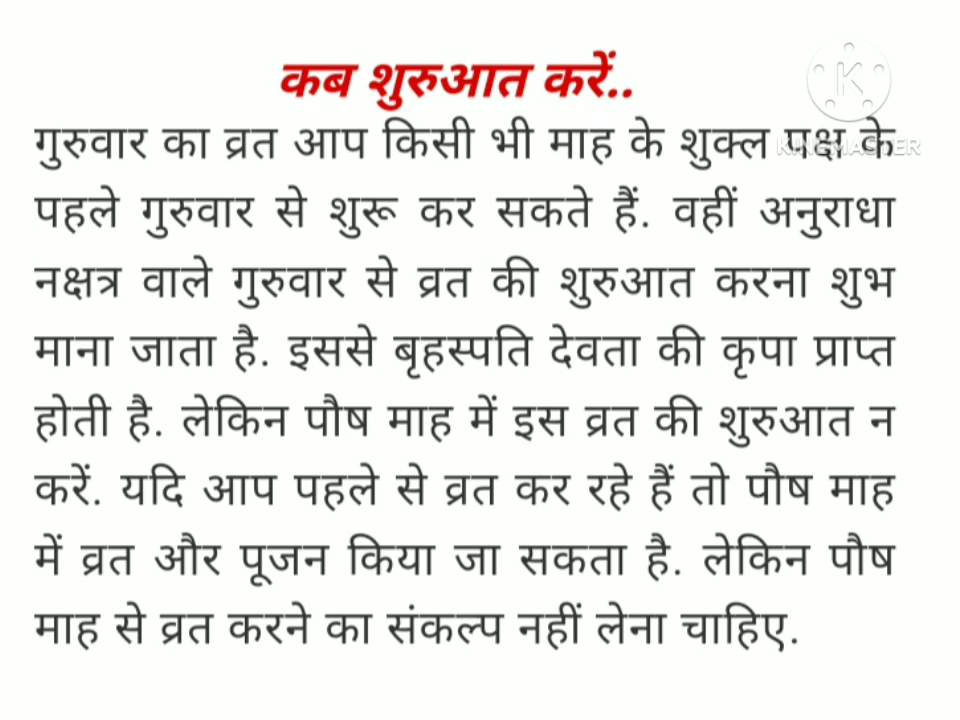 कब शुरुआत करें..
गुरुवार का व्रत आप किसी भी माह के शुक्ल पक्ष के
KINEMASTER
पहले गुरुवार से शुरू कर सकते हैं. वहीं अनुराधा
नक्षत्र वाले गुरुवार से व्रत की शुरुआत करना शुभ
माना जाता है. इससे बृहस्पति देवता की कृपा प्राप्त
होती है. लेकिन पौष माह में इस व्रत की शुरुआत न
करें. यदि आप पहले से व्रत कर रहे हैं तो पौष माह
में व्रत और पूजन किया जा सकता है. लेकिन पौष
माह से व्रत करने का संकल्प नहीं लेना चाहिए.